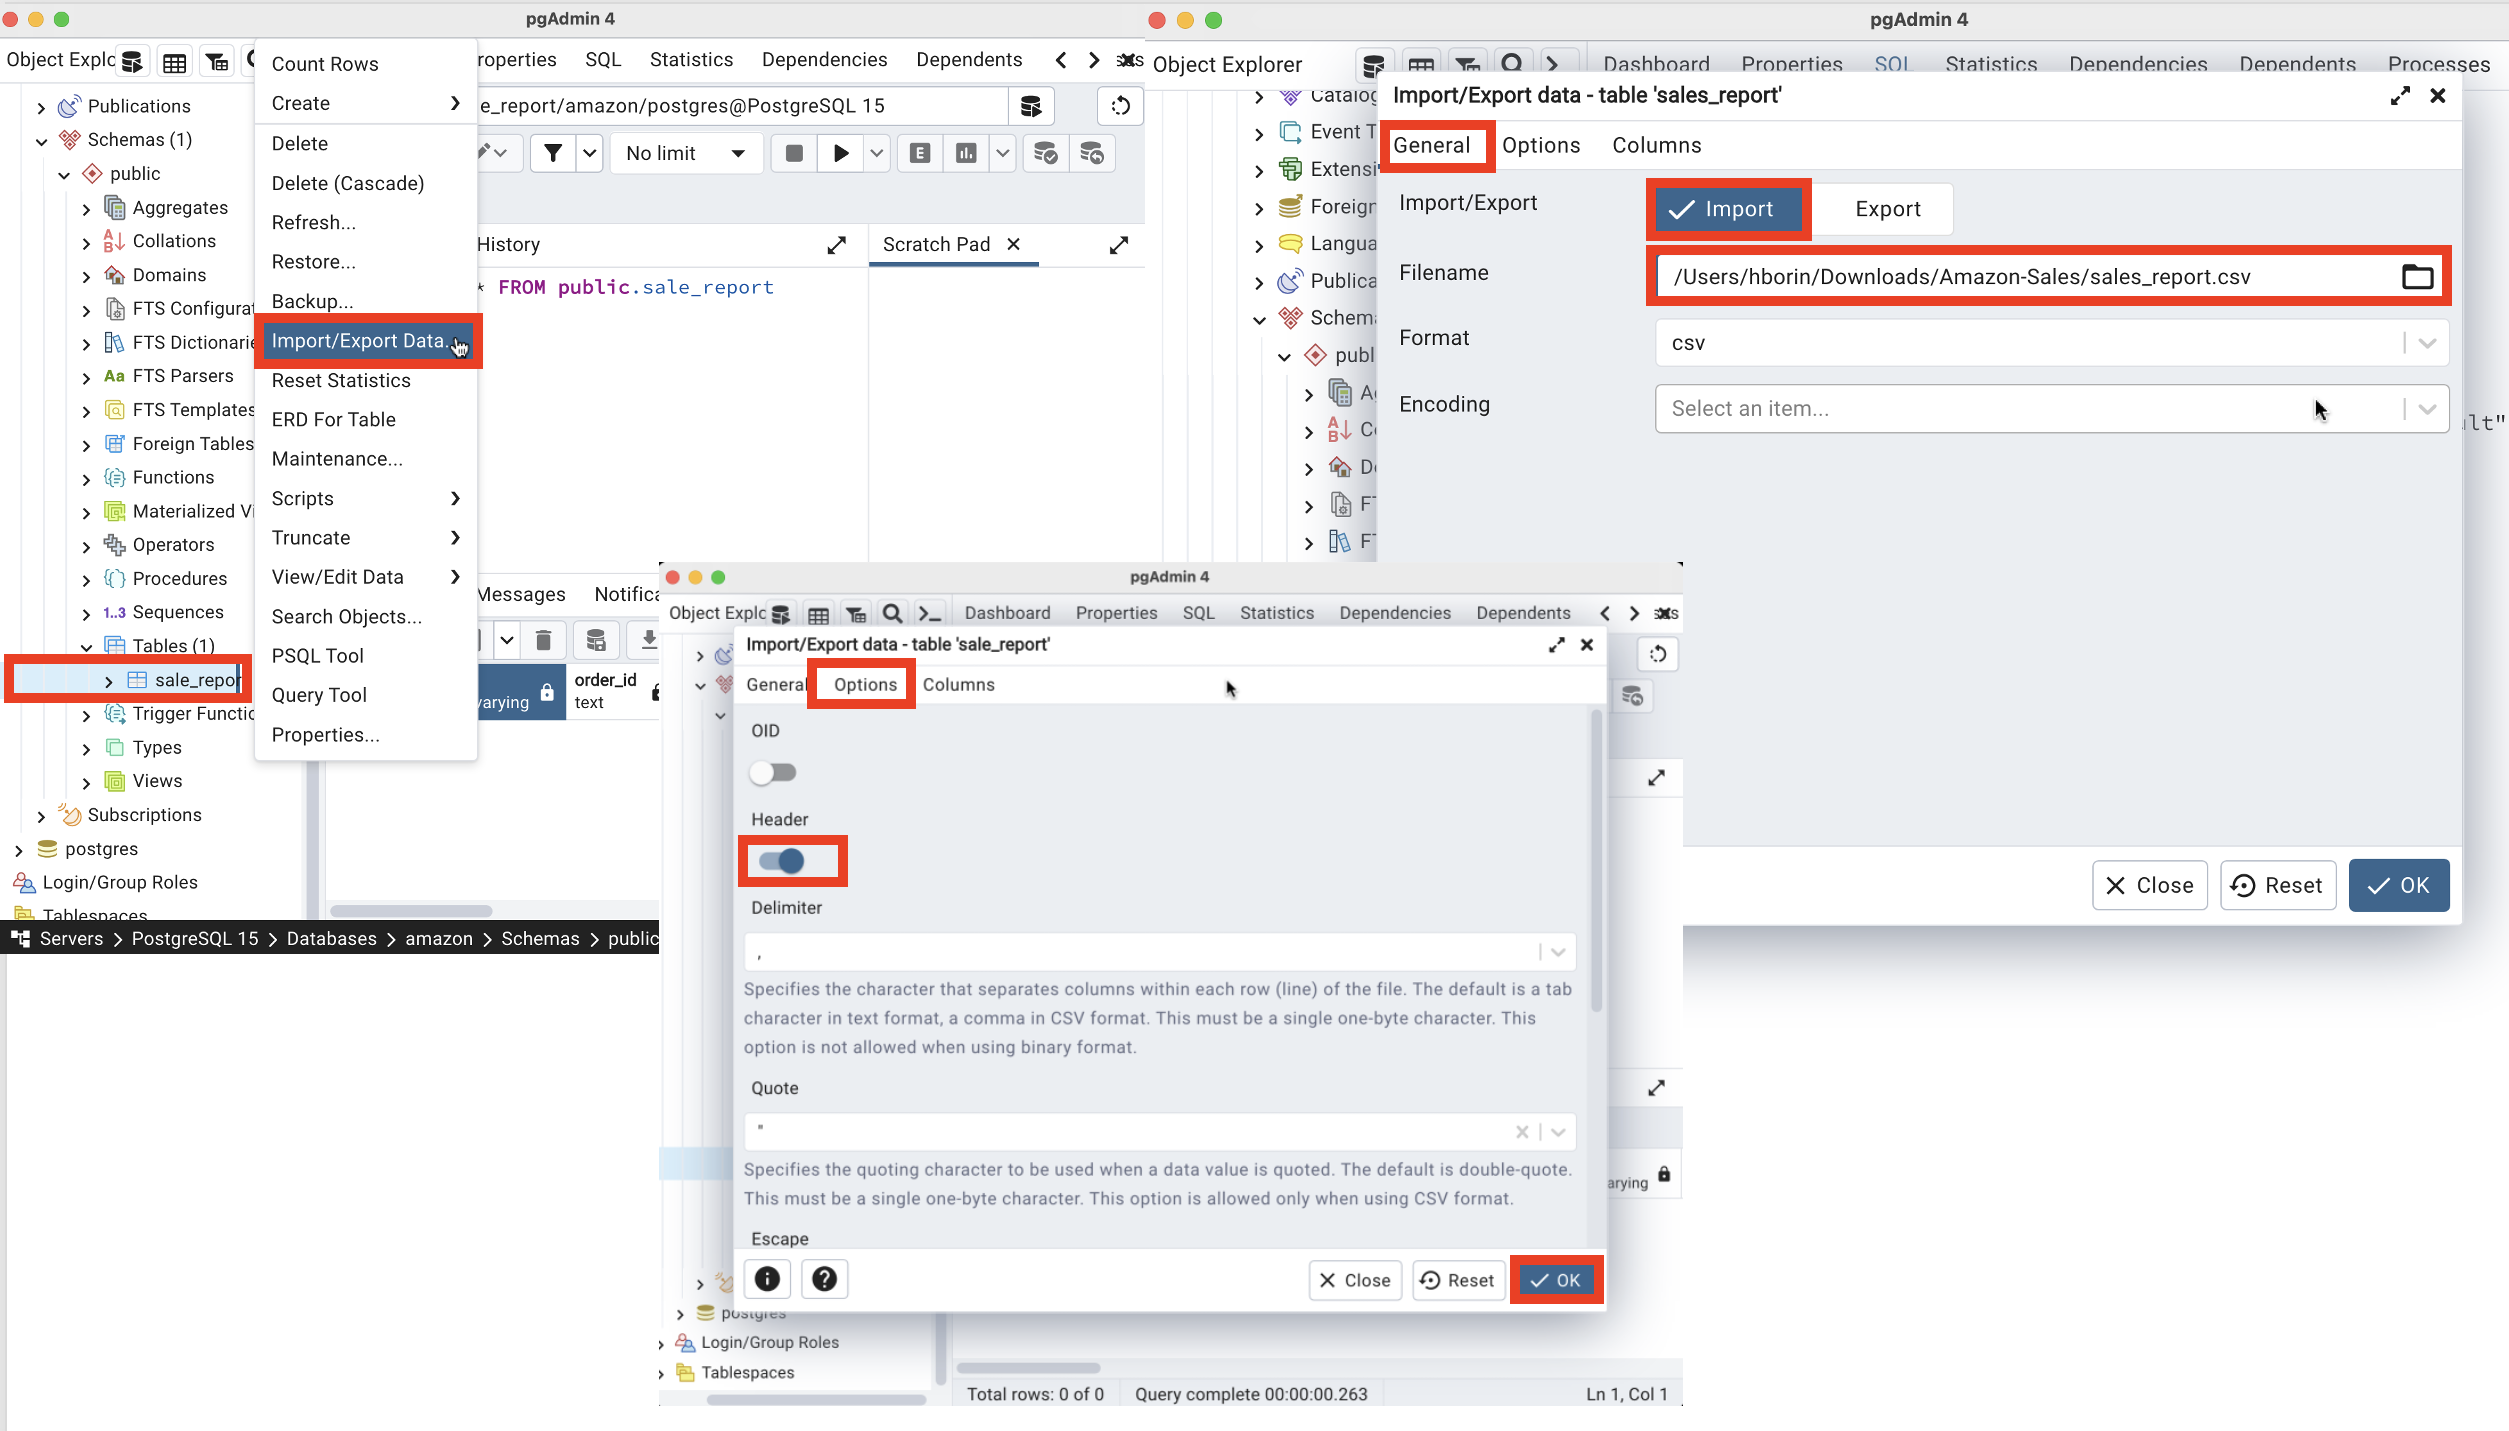 pgAdmin 4
Object Explo
roperties SQL Statistics Dependencies Dependents
Publications
Schemas (1)
public
Aggregates
Collations
Domains
FTS Configurat
FTS Dictionarie
FTS Parsers
FTS Templates
Foreign Tables
Functions
Materialized Vi
Operators
Procedures
1..3 Sequences
Tables (1)
sale_repor
Trigger Functio
Types
Views
Subscriptions
postgres
Login/Group Roles
Tablespaces
Servers > PostgreSQL 15 > Databases > amazon > Schemas > public
Count Rows
Create
Delete
Delete (Cascade)
Refresh...
Restore...
Backup...
Import/Export Data..
Reset Statistics
ERD For Table
Maintenance...
Scripts
Truncate
View/Edit Data
Search Objects...
PSQL Tool
Query Tool
Properties...
e_report/amazon/postgres@PostgreSQL 15
No limit
E
History
Scratch Pad
* FROM public.sale_report
Messages Notifica
varying
order_id
text
pgAdmin 4
Object Explorer
Dashboard Properties SQL Statistics Dependencies Dependents Processes
Catalog
Event T
Extensi
Foreign
Langua
Publica
Schema
publ
FT
Import/Export data - table 'sales_report'
General Options Columns
Import/Export
Import Export
Filename
/Users/hborin/Downloads/Amazon-Sales/sales_report.csv
Format
csv
Encoding
Select an item...
ult"
Close Reset OK
pgAdmin 4
Object Explo
Dashboard Properties SQL Statistics Dependencies Dependents
Import/Export data - table 'sale_report'
General Options Columns
OID
Header
Delimiter
,
Specifies the character that separates columns within each row (line) of the file. The default is a tab
character in text format, a comma in CSV format. This must be a single one-byte character. This
option is not allowed when using binary format.
Quote
"
Specifies the quoting character to be used when a data value is quoted. The default is double-quote.
This must be a single one-byte character. This option is allowed only when using CSV format.
Escape
Close Reset OK
arying
postgres
Login/Group Roles
Tablespaces
Total rows: 0 of 0 Query complete 00:00:00.263 Ln 1, Col 1